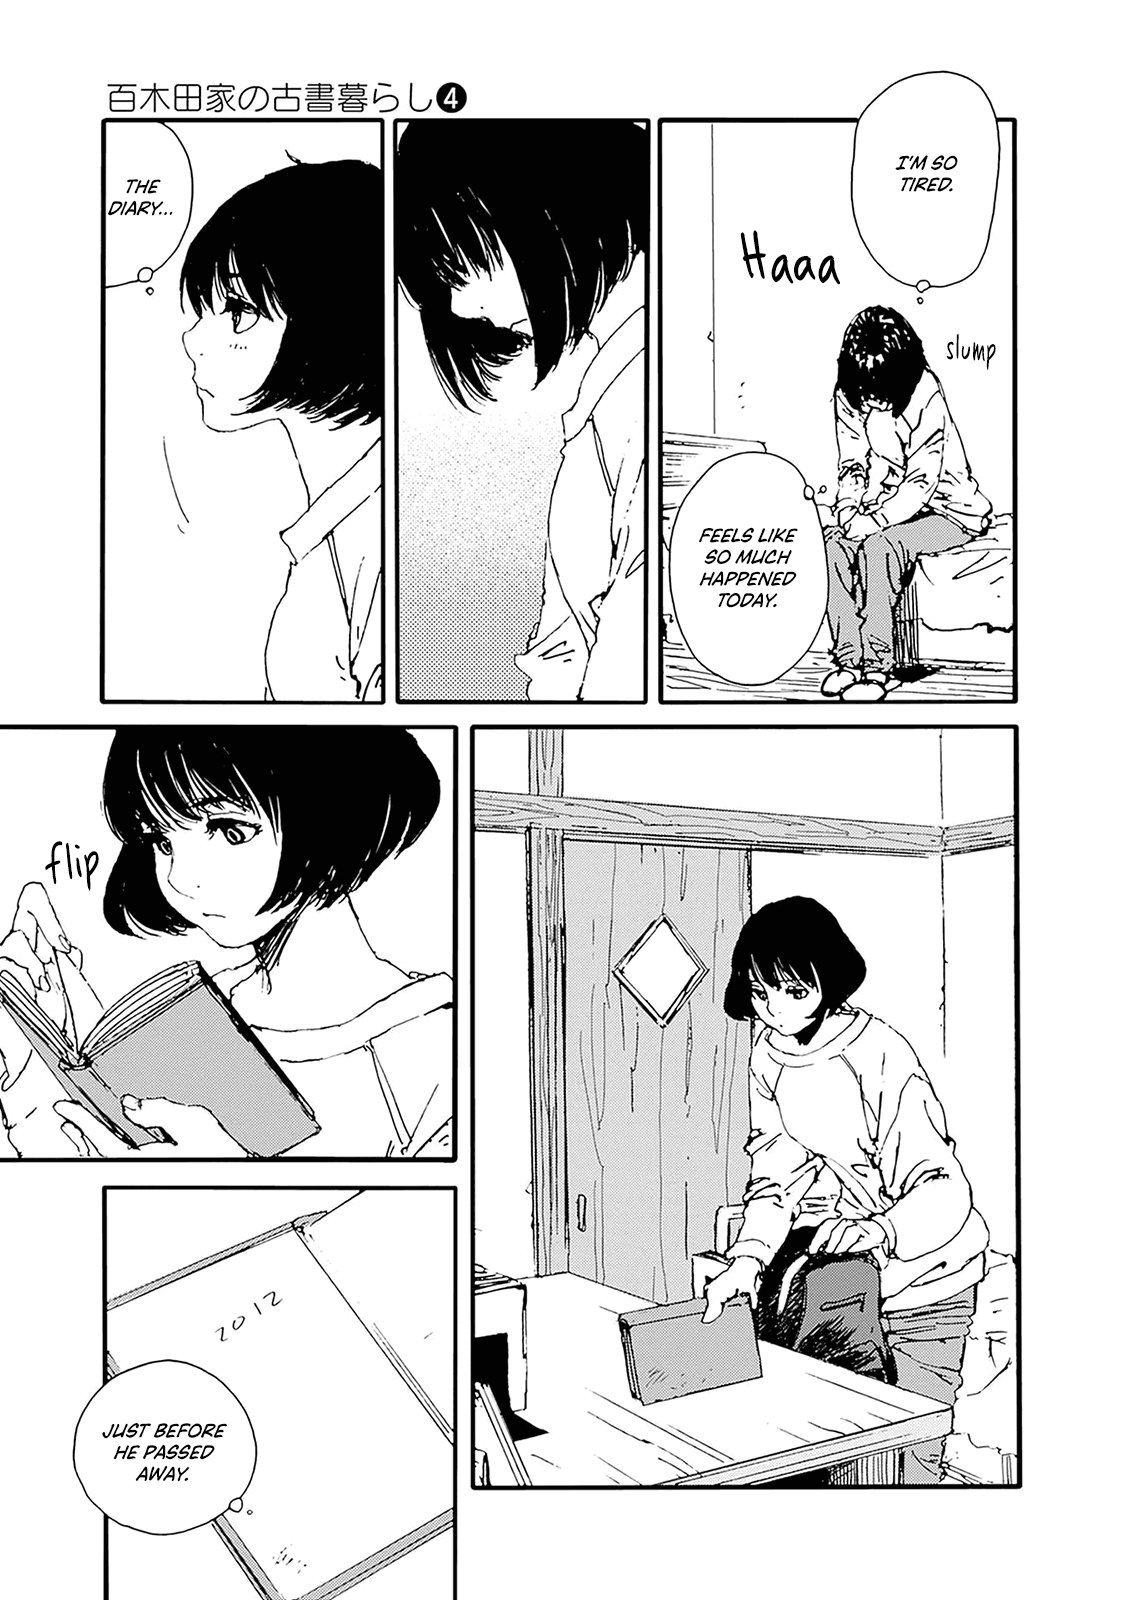 百木田家の古書暮らし❹
I'M SO
TIRED.
Haaa
slump
FEELS LIKE
SO MUCH
HAPPENED
TODAY.
THE
DIARY...
flip
2012
JUST BEFORE
HE PASSED
AWAY.